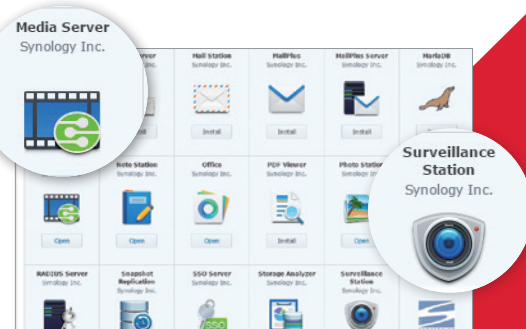 Media Server
Synology Inc.
Mail Station
Synology Inc.
Install
MailPlus
Synology Inc.
Install
MailPlus Server
Synology Inc.
Install
MariaDB
Synology Inc.
Open
Note Station
Synology Inc.
Open
Office
Synology Inc.
Open
PDF Viewer
Synology Inc.
Install
Photo Station
Synology
Open
Surveillance
Station
Synology Inc.
RADIUS Server
Synology Inc.
Snapshot
Replication
Synology Inc.
SSO Server
Synology Inc.
SSO
Storage Analyzer
Synology Inc.
Surveillance
Station
Synology Inc.